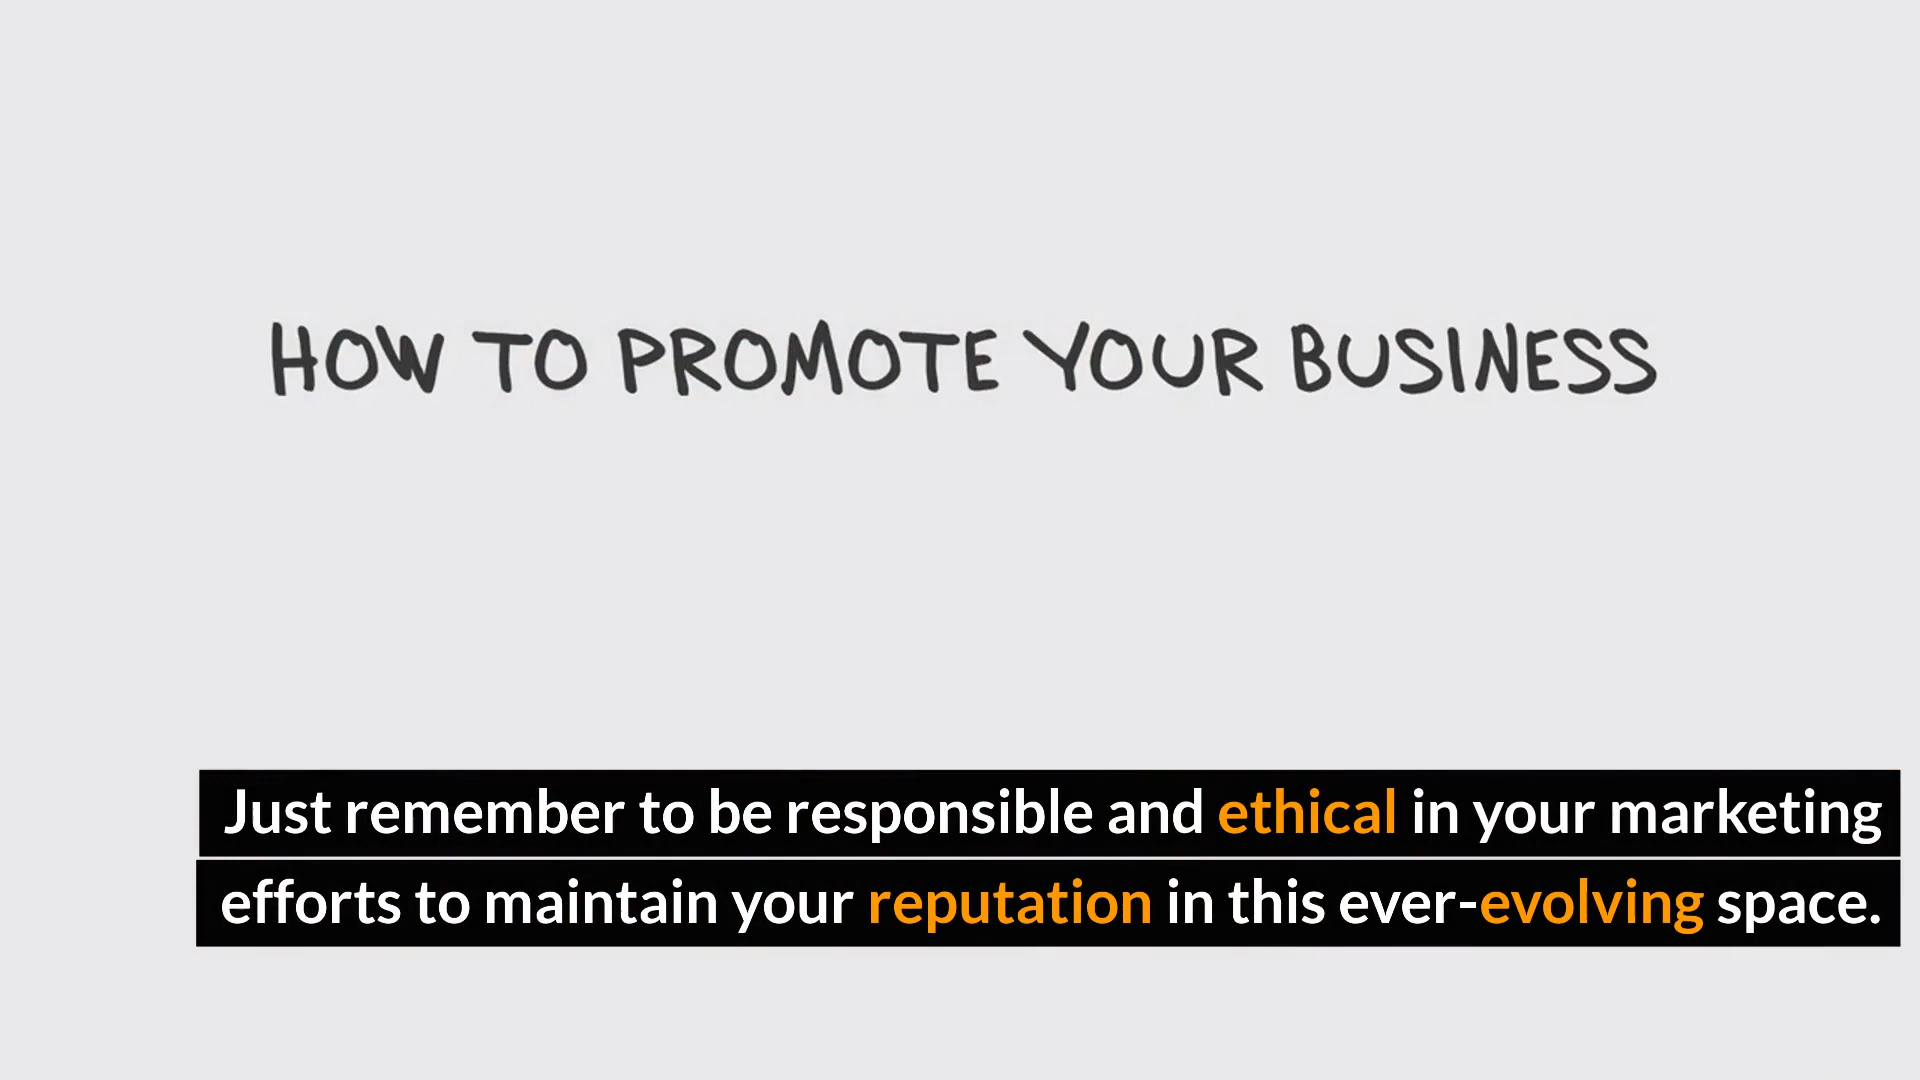 HOW TO PROMOTE YOUR BUSINESS
Just remember to be responsible and ethical in your marketing
efforts to maintain your reputation in this ever-evolving space.